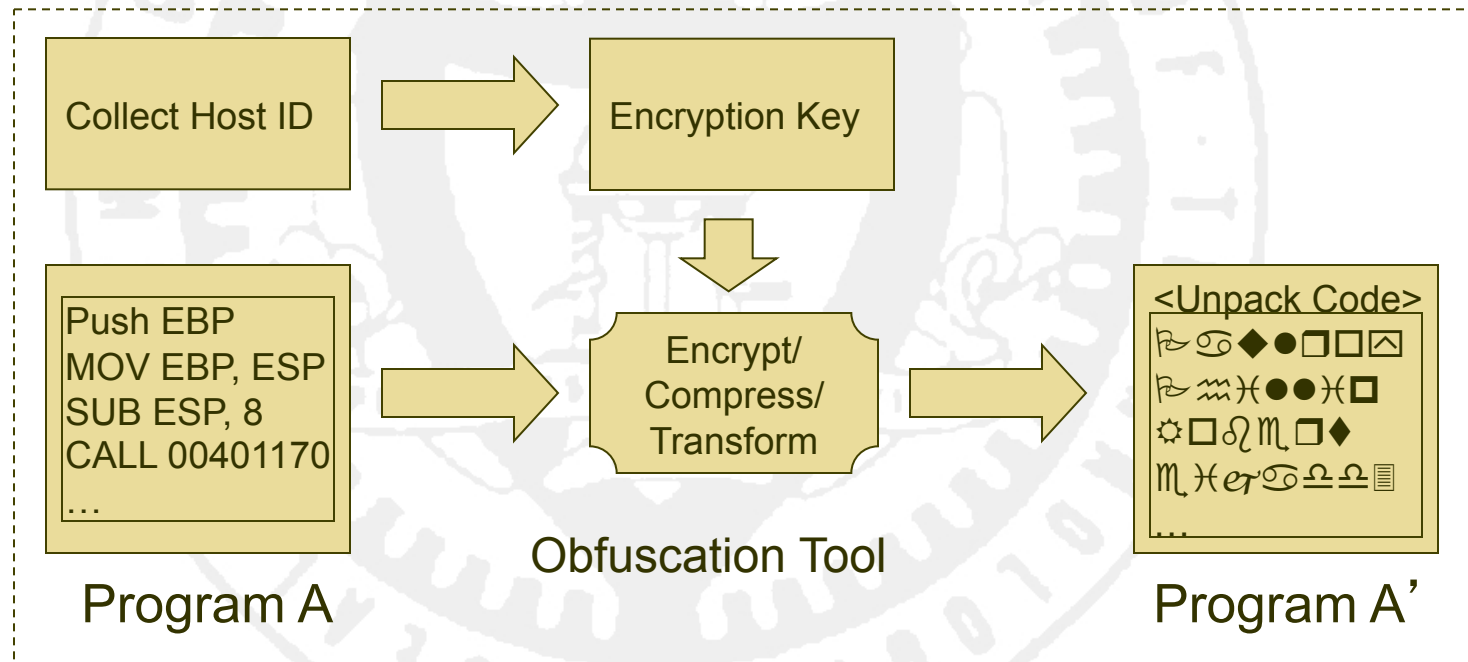 Collect Host ID
Encryption Key
Push EBP
MOV EBP, ESP
SUB ESP, 8
CALL 00401170
…
Encrypt/
Compress/
Transform
<Unpack Code>
🏱♋◆●❒□⍓
🏱♒♓●●♓◻
☼□♌♏❒⧫
♏♓🙰♋♎♎🗏
…
Obfuscation Tool
Program A
Program A’